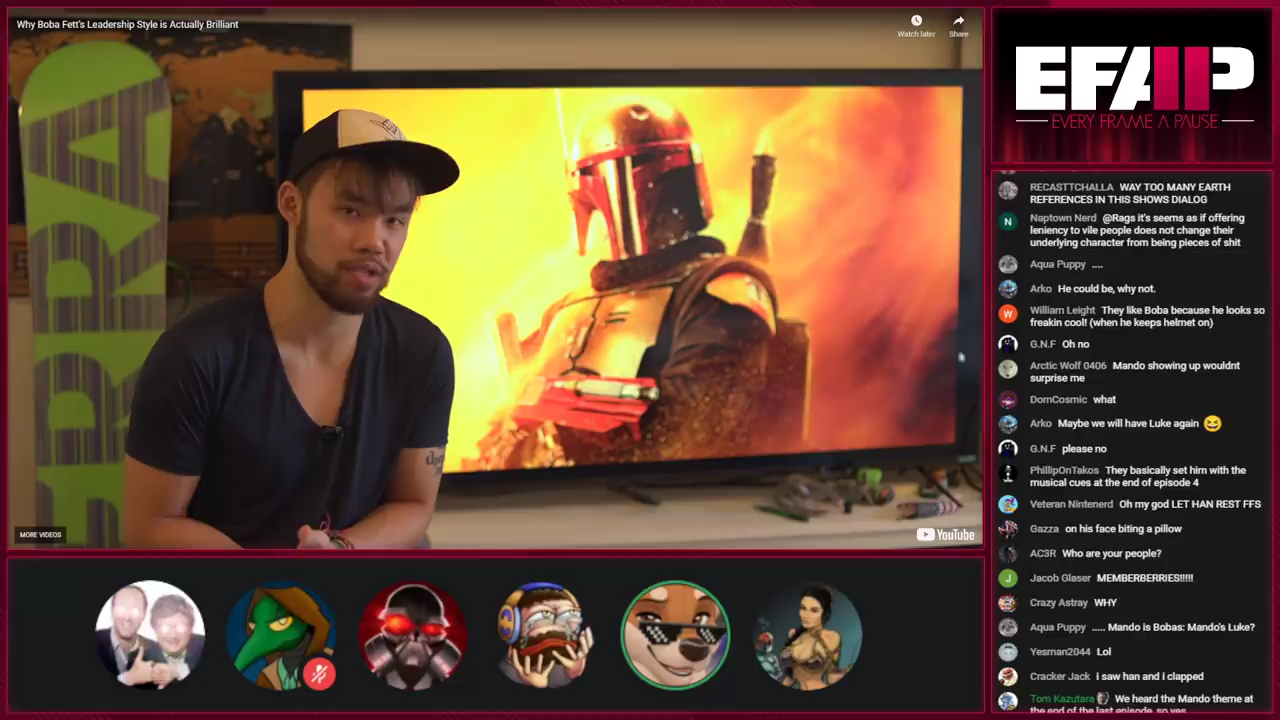 Why Boba Fett's Leadership Style is Actually Brilliant
Watch later
Share
MORE VIDEOS
YouTube
EFAP
EVERY FRAME A PAUSE
RECASTTCHALLA WAY TOO MANY EARTH
REFERENCES IN THIS SHOWS DIALOG
N
Naptown Nerd @Rags it's seems as if offering
leniency to vile people does not change their
underlying character from being pieces of shit
Aqua Puppy ....
Arko He could be, why not.
W
William Leight They like Boba because he looks so
freakin cool! (when he keeps helmet on)
G.N.F Oh no
Arctic Wolf 0406 Mando showing up wouldnt
surprise me
DomCosmic what
Arko Maybe we will have Luke again 😆
G.N.F please no
PhillipOnTakos They basically set him with the
musical cues at the end of episode 4
Veteran Nintenerd Oh my god LET HAN REST FFS
Gazza on his face biting a pillow
AC3R Who are your people?
J
Jacob Glaser MEMBERBERRIES!!!!!
Crazy Astray WHY
Aqua Puppy ..... Mando is Bobas: Mando's Luke?
Yesman2044 Lol
Cracker Jack i saw han and i clapped
Tom Kazutara We heard the Mando theme at
the end of the last episode, so yes